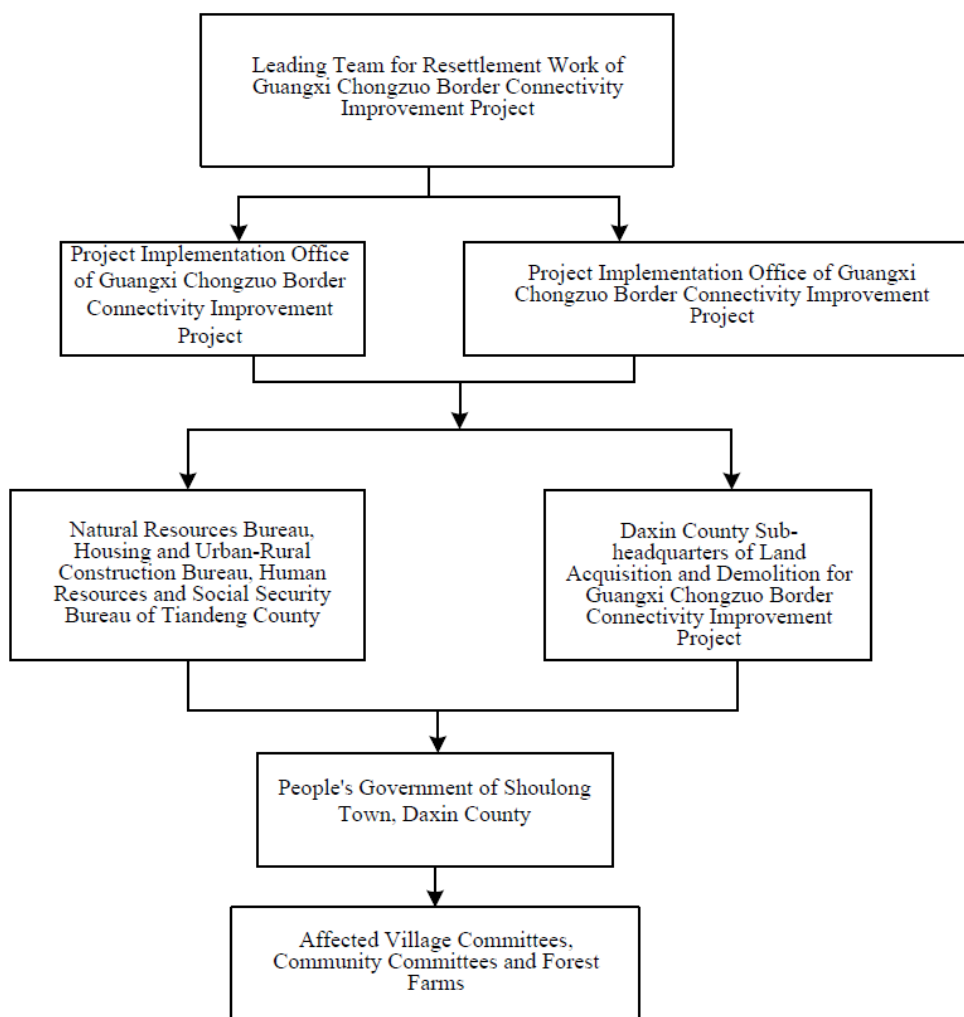 Leading Team for Resettlement Work of
Guangxi Chongzuo Border Connectivity
Improvement Project
Project Implementation Office
of Guangxi Chongzuo Border
Connectivity Improvement
Project
Project Implementation Office of Guangxi
Chongzuo Border Connectivity Improvement
Project
Natural Resources Bureau,
Housing and Urban-Rural
Construction Bureau, Human
Resources and Social Security
Bureau of Tiandeng County
Daxin County Sub-
headquarters of Land
Acquisition and Demolition for
Guangxi Chongzuo Border
Connectivity Improvement
Project
People's Government of Shoulong
Town, Daxin County
Affected Village Committees,
Community Committees and Forest
Farms